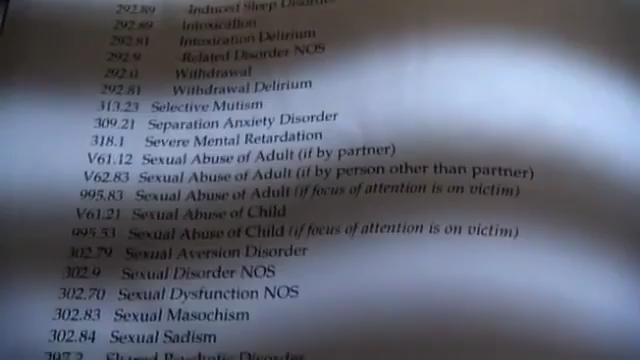 292.89 Induced Sleep Disorder
292.89 Intoxication
292.81 Intoxication Delirium
292.9 -Related Disorder NOS
292.0 Withdrawal
292.81 Withdrawal Delirium
313.23 Selective Mutism
309.21 Separation Anxiety Disorder
318.1 Severe Mental Retardation
V61.12 Sexual Abuse of Adult (if by partner)
V62.83 Sexual Abuse of Adult (if by person other than partner)
995.83 Sexual Abuse of Adult (if focus of attention is on victim)
V61.21 Sexual Abuse of Child
995.53 Sexual Abuse of Child (if focus of attention is on victim)
302.79 Sexual Aversion Disorder
302.9 Sexual Disorder NOS
302.70 Sexual Dysfunction NOS
302.83 Sexual Masochism
302.84 Sexual Sadism
297.3 Shared Psychotic Disorder